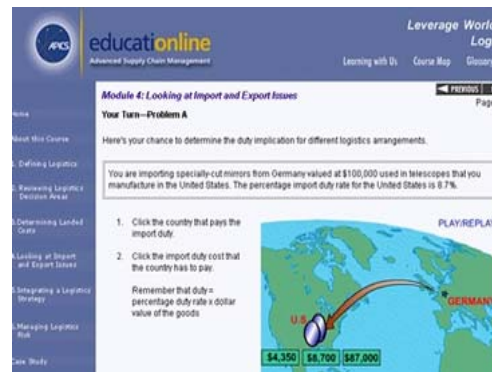 APICS
educationline
Advanced Supply Chain Management
Leverage World
Log
Learning with Us
Course Map
Glossary
Home
About this Course
1. Defining Logistics
2. Reviewing Logistics
Decision Areas
3. Determining Landed
Costs
4. Looking at Import
and Export Issues
5. Integrating a Logistics
Strategy
6. Managing Logistics
Risk
Case Study
Module 4: Looking at Import and Export Issues
PREVIOUS
Page
Your Turn—Problem A
Here's your chance to determine the duty implication for different logistics arrangements.
You are importing specially-cut mirrors from Germany valued at $100,000 used in telescopes that you
manufacture in the United States. The percentage import duty rate for the United States is 8.7%.
1. Click the country that pays the
import duty.
2. Click the import duty cost that
the country has to pay.
Remember that duty =
percentage duty rate x dollar
value of the goods
PLAY/REPLAY
GERMANY
U.S.
$4,350
$8,700
$87,000